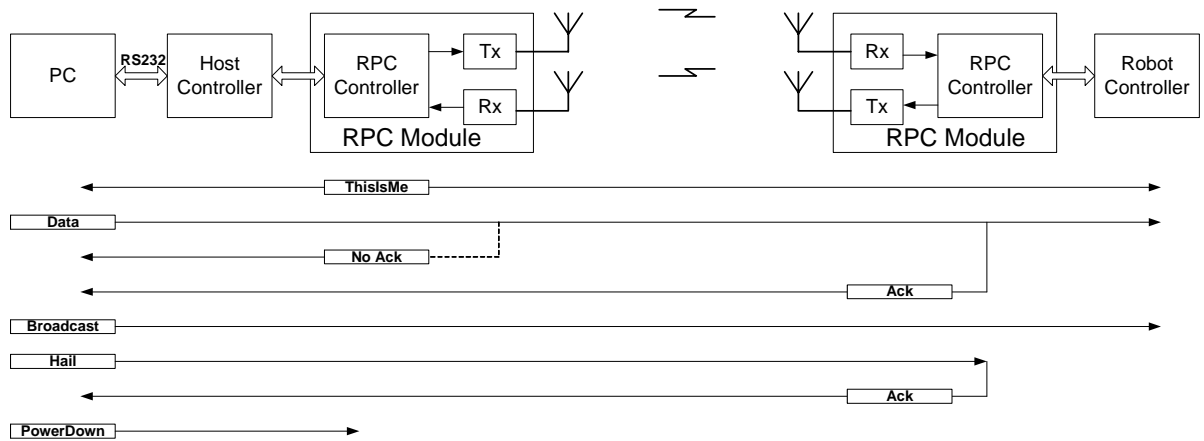 PC
RS232
Host
Controller
RPC
Controller
Tx
Rx
RPC Module
Rx
Tx
RPC
Controller
RPC Module
Robot
Controller
ThisIsMe
Data
No Ack
Ack
Broadcast
Hail
Ack
PowerDown